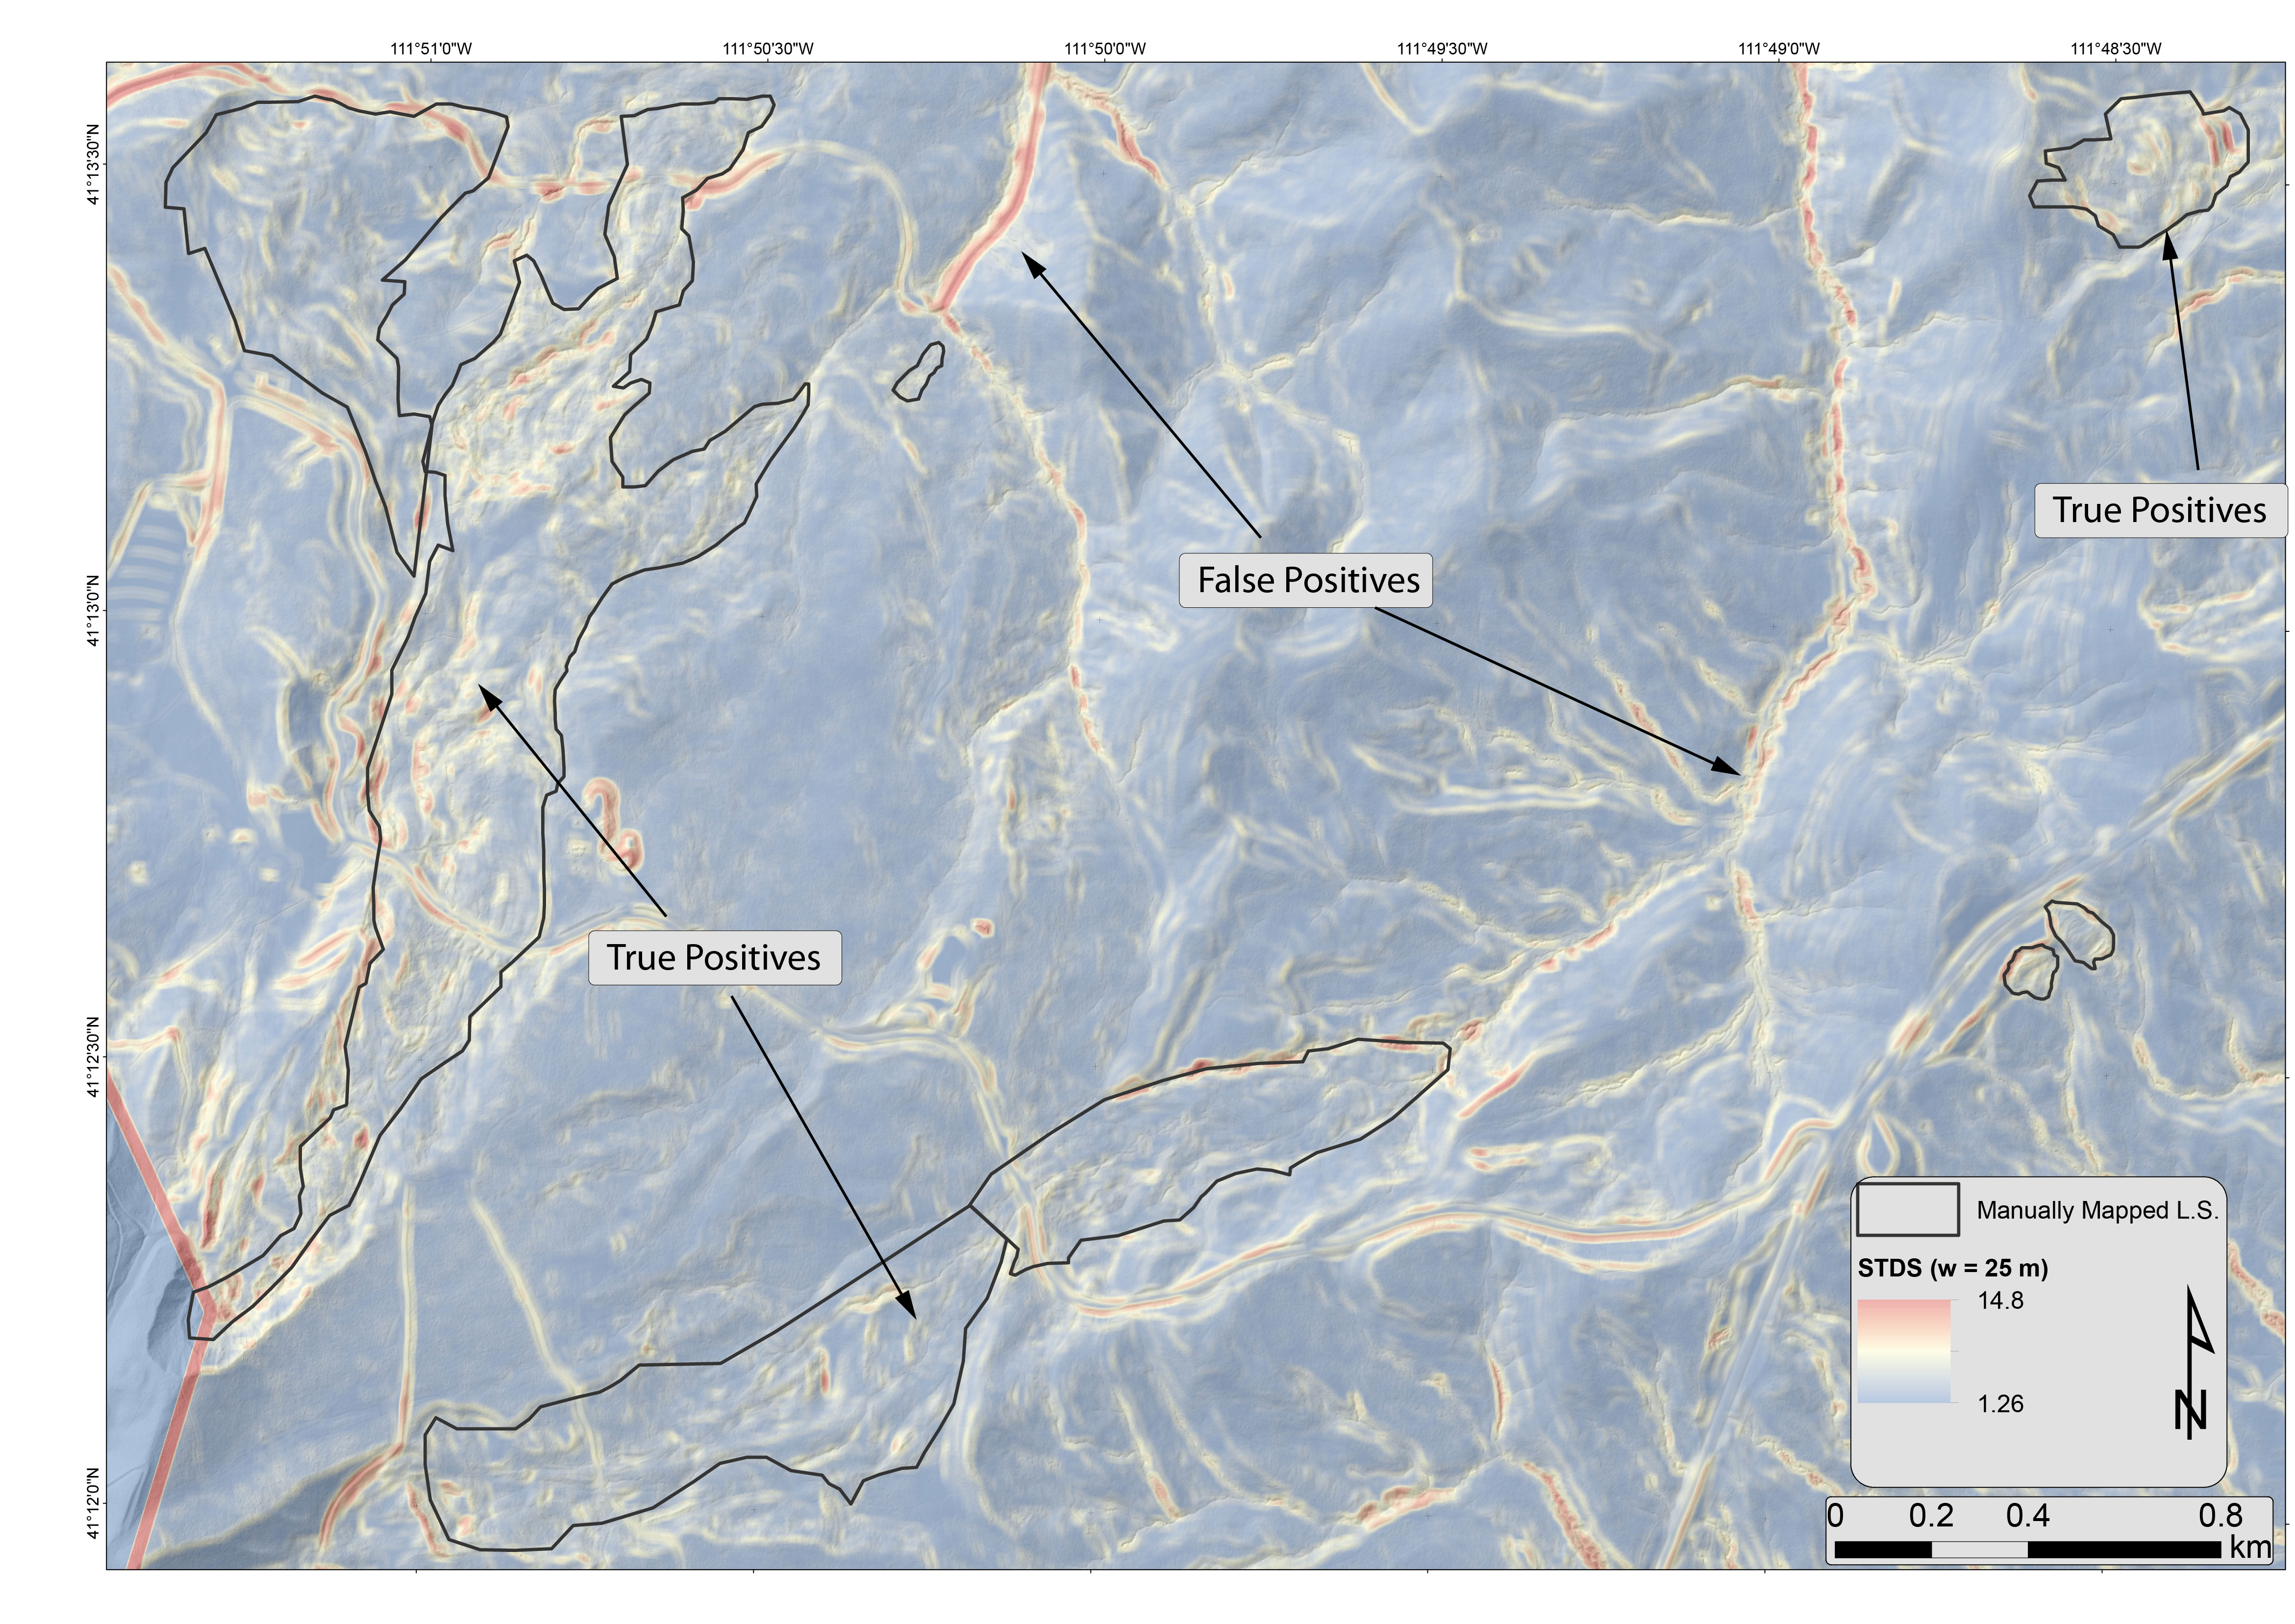 111°51'0"W 111°50'30"W 111°50'0"W 111°49'30"W 111°49'0"W 111°48'30"W
41°13'30"N
True Positives
False Positives
41°13'0"N
True Positives
41°12'30"N
Manually Mapped L.S.
STDS (w = 25 m)
14.8
1.26
N
41°12'0"N
0 0.2 0.4 0.8
km